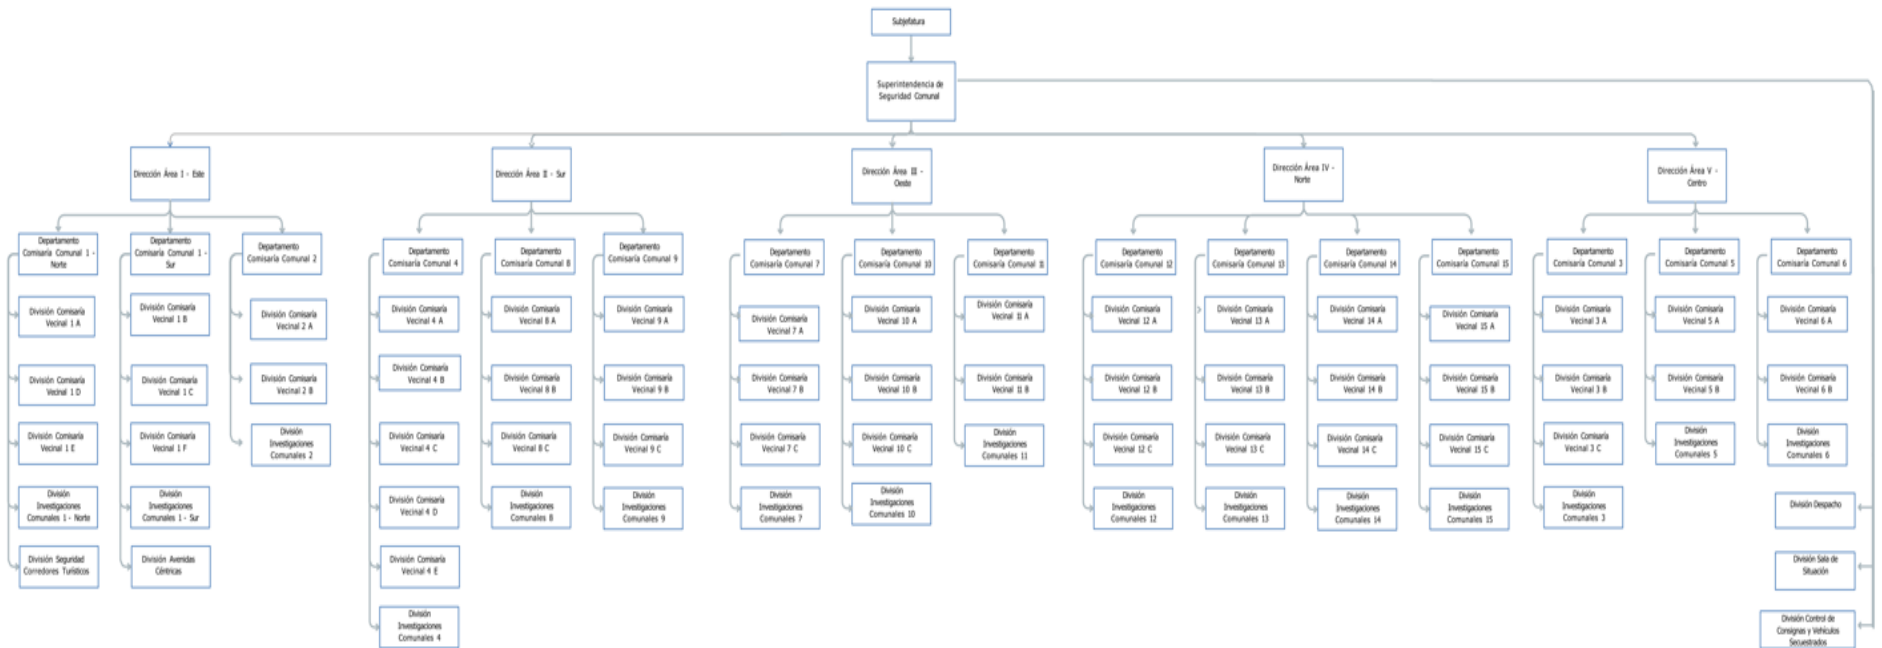 Subjefatura
Superintendencia de
Seguridad Comunal
Dirección Área I - Este
Dirección Área II - Sur
Dirección Área III -
Oeste
Dirección Área IV -
Norte
Dirección Área V -
Centro
Departamento
Comisaría Comunal 1 -
Norte
División Comisaría
Vecinal 1 A
División Comisaría
Vecinal 1 D
División Comisaría
Vecinal 1 E
División
Investigaciones
Comunales 1 - Norte
División Seguridad
Corredores Turísticos
Departamento
Comisaría Comunal 1 -
Sur
División Comisaría
Vecinal 1 B
División Comisaría
Vecinal 1 C
División Comisaría
Vecinal 1 F
División
Investigaciones
Comunales 1 - Sur
División Avenidas
Céntricas
Departamento
Comisaría Comunal 2
División Comisaría
Vecinal 2 A
División Comisaría
Vecinal 2 B
División
Investigaciones
Comunales 2
Departamento
Comisaría Comunal 4
División Comisaría
Vecinal 4 A
División Comisaría
Vecinal 4 B
División Comisaría
Vecinal 4 C
División Comisaría
Vecinal 4 D
División Comisaría
Vecinal 4 E
División
Investigaciones
Comunales 4
Departamento
Comisaría Comunal 8
División Comisaría
Vecinal 8 A
División Comisaría
Vecinal 8 B
División Comisaría
Vecinal 8 C
División
Investigaciones
Comunales 8
Departamento
Comisaría Comunal 9
División Comisaría
Vecinal 9 A
División Comisaría
Vecinal 9 B
División Comisaría
Vecinal 9 C
División
Investigaciones
Comunales 9
Departamento
Comisaría Comunal 7
División Comisaría
Vecinal 7 A
División Comisaría
Vecinal 7 B
División Comisaría
Vecinal 7 C
División
Investigaciones
Comunales 7
Departamento
Comisaría Comunal 10
División Comisaría
Vecinal 10 A
División Comisaría
Vecinal 10 B
División Comisaría
Vecinal 10 C
División
Investigaciones
Comunales 10
Departamento
Comisaría Comunal 11
División Comisaría
Vecinal 11 A
División Comisaría
Vecinal 11 B
División
Investigaciones
Comunales 11
Departamento
Comisaría Comunal 12
División Comisaría
Vecinal 12 A
División Comisaría
Vecinal 12 B
División Comisaría
Vecinal 12 C
División
Investigaciones
Comunales 12
Departamento
Comisaría Comunal 13
División Comisaría
Vecinal 13 A
División Comisaría
Vecinal 13 B
División Comisaría
Vecinal 13 C
División
Investigaciones
Comunales 13
Departamento
Comisaría Comunal 14
División Comisaría
Vecinal 14 A
División Comisaría
Vecinal 14 B
División Comisaría
Vecinal 14 C
División
Investigaciones
Comunales 14
Departamento
Comisaría Comunal 15
División Comisaría
Vecinal 15 A
División Comisaría
Vecinal 15 B
División Comisaría
Vecinal 15 C
División
Investigaciones
Comunales 15
Departamento
Comisaría Comunal 3
División Comisaría
Vecinal 3 A
División Comisaría
Vecinal 3 B
División Comisaría
Vecinal 3 C
División
Investigaciones
Comunales 3
Departamento
Comisaría Comunal 5
División Comisaría
Vecinal 5 A
División Comisaría
Vecinal 5 B
División
Investigaciones
Comunales 5
Departamento
Comisaría Comunal 6
División Comisaría
Vecinal 6 A
División Comisaría
Vecinal 6 B
División
Investigaciones
Comunales 6
División Despacho
División Sala de
Situación
División Control de
Consignas y Vehículos
Secuestrados